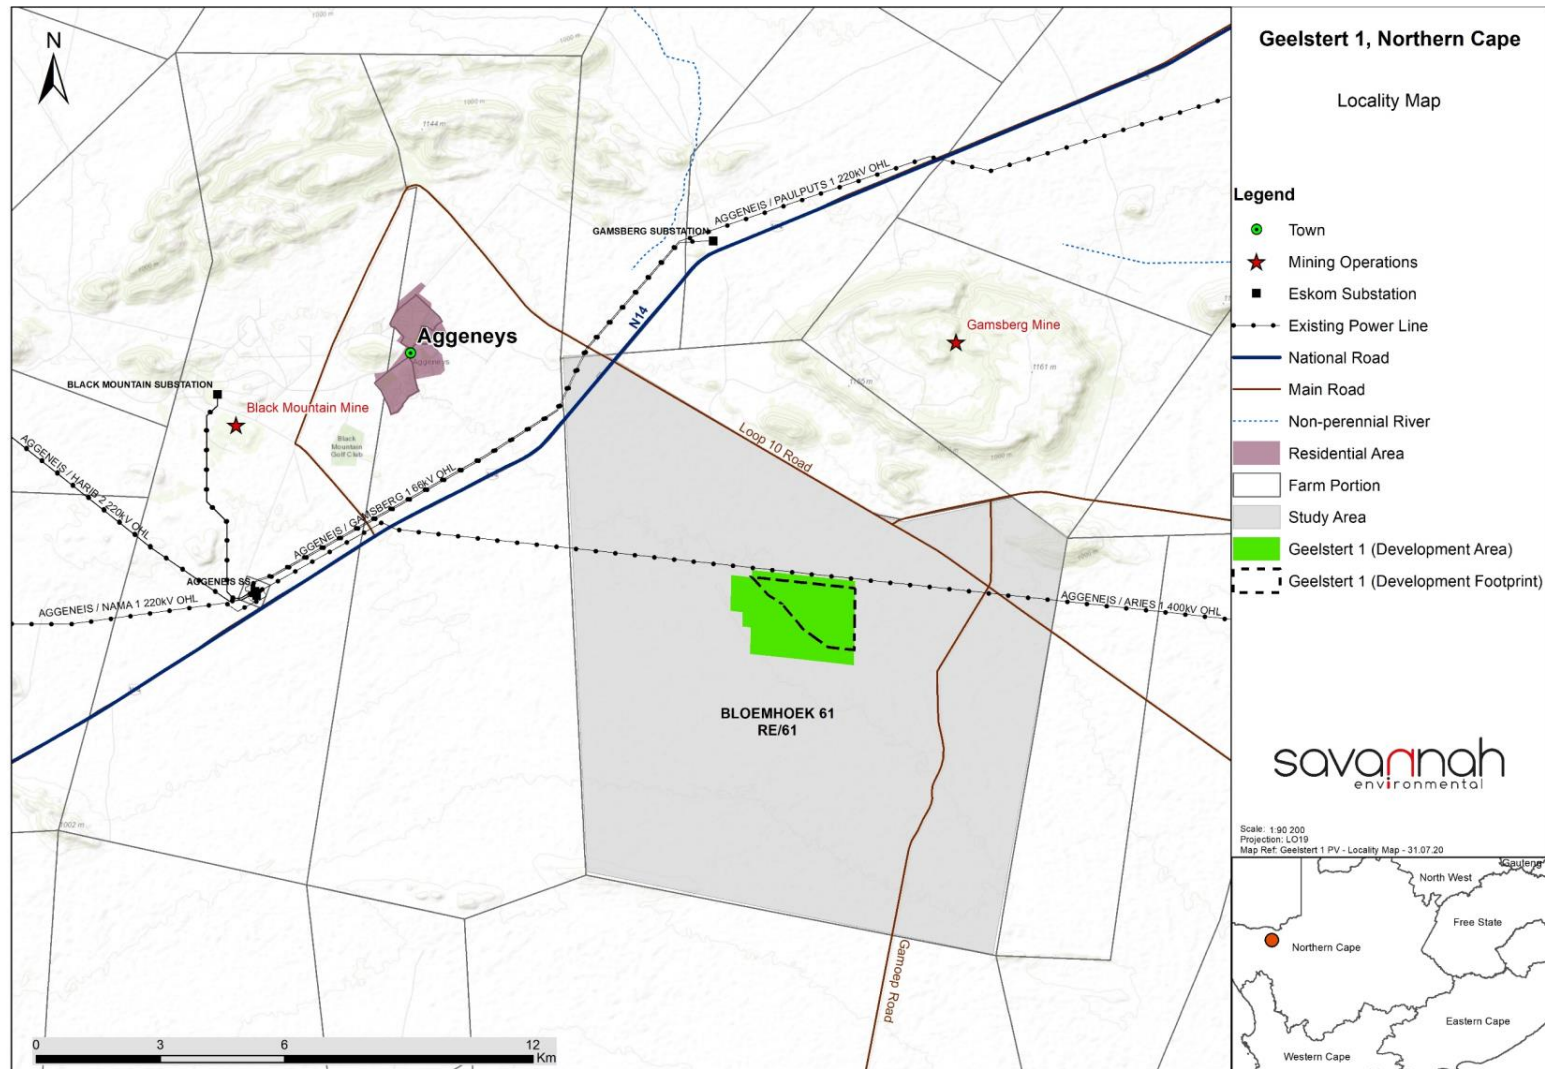 Geelstert 1, Northern Cape
Locality Map
Legend
Town
Mining Operations
Eskom Substation
Existing Power Line
National Road
Main Road
Non-perennial River
Residential Area
Farm Portion
Study Area
Geelstert 1 (Development Area)
Geelstert 1 (Development Footprint)
savannah
environmental
Scale: 1:90 200
Projection: LO19
Map Ref: Geelstert 1 PV - Locality Map - 31.07.20
Gauteng
North West
Free State
Northern Cape
Eastern Cape
Western Cape
N
1144 m
AGGENEIS / PAULPUTS 1 220kV OHL
GAMSBERG SUBSTATION
N14
Gamsberg Mine
1161 m
Aggeneys
Aggeneys
BLACK MOUNTAIN SUBSTATION
Black Mountain Mine
Black
Mountain
Golf Club
Loop 10 Road
AGGENEIS / HARIB 2 220kV OHL
AGGENEIS / GAMSBERG 1 66kV OHL
AGGENEIS SS
AGGENEIS / NAMA 1 220kV OHL
AGGENEIS / ARIES 1 400kV OHL
BLOEMHOEK 61
RE/61
1002 m
Gamoep Road
0 3 6 12
Km